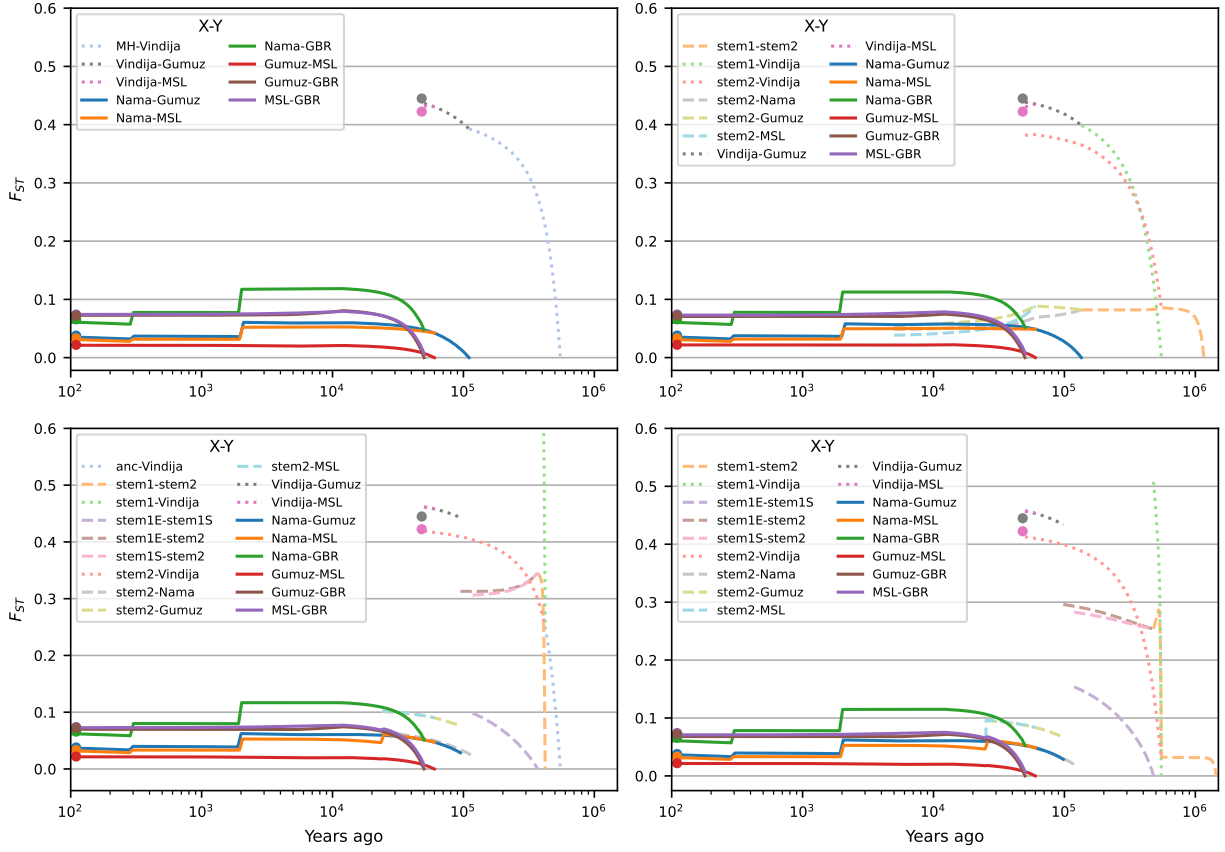 X-Y
MH-Vindija
Vindija-Gumuz
Vindija-MSL
Nama-Gumuz
Nama-MSL
Nama-GBR
Gumuz-MSL
Gumuz-GBR
MSL-GBR
0.6
0.5
0.4
0.3
0.2
0.1
0.0
F_ST
10^2
10^3
10^4
10^5
10^6
X-Y
stem1-stem2
stem1-Vindija
stem2-Vindija
stem2-Nama
stem2-Gumuz
stem2-MSL
Vindija-Gumuz
Vindija-MSL
Nama-Gumuz
Nama-MSL
Nama-GBR
Gumuz-MSL
Gumuz-GBR
MSL-GBR
0.6
0.5
0.4
0.3
0.2
0.1
0.0
10^2
10^3
10^4
10^5
10^6
X-Y
anc-Vindija
stem1-stem2
stem1-Vindija
stem1E-stem1S
stem1E-stem2
stem1S-stem2
stem2-Vindija
stem2-Nama
stem2-Gumuz
stem2-MSL
Vindija-Gumuz
Vindija-MSL
Nama-Gumuz
Nama-MSL
Nama-GBR
Gumuz-MSL
Gumuz-GBR
MSL-GBR
0.6
0.5
0.4
0.3
0.2
0.1
0.0
F_ST
10^2
10^3
10^4
10^5
10^6
Years ago
X-Y
stem1-stem2
stem1-Vindija
stem1E-stem1S
stem1E-stem2
stem1S-stem2
stem2-Vindija
stem2-Nama
stem2-Gumuz
stem2-MSL
Vindija-Gumuz
Vindija-MSL
Nama-Gumuz
Nama-MSL
Nama-GBR
Gumuz-MSL
Gumuz-GBR
MSL-GBR
0.6
0.5
0.4
0.3
0.2
0.1
0.0
10^2
10^3
10^4
10^5
10^6
Years ago